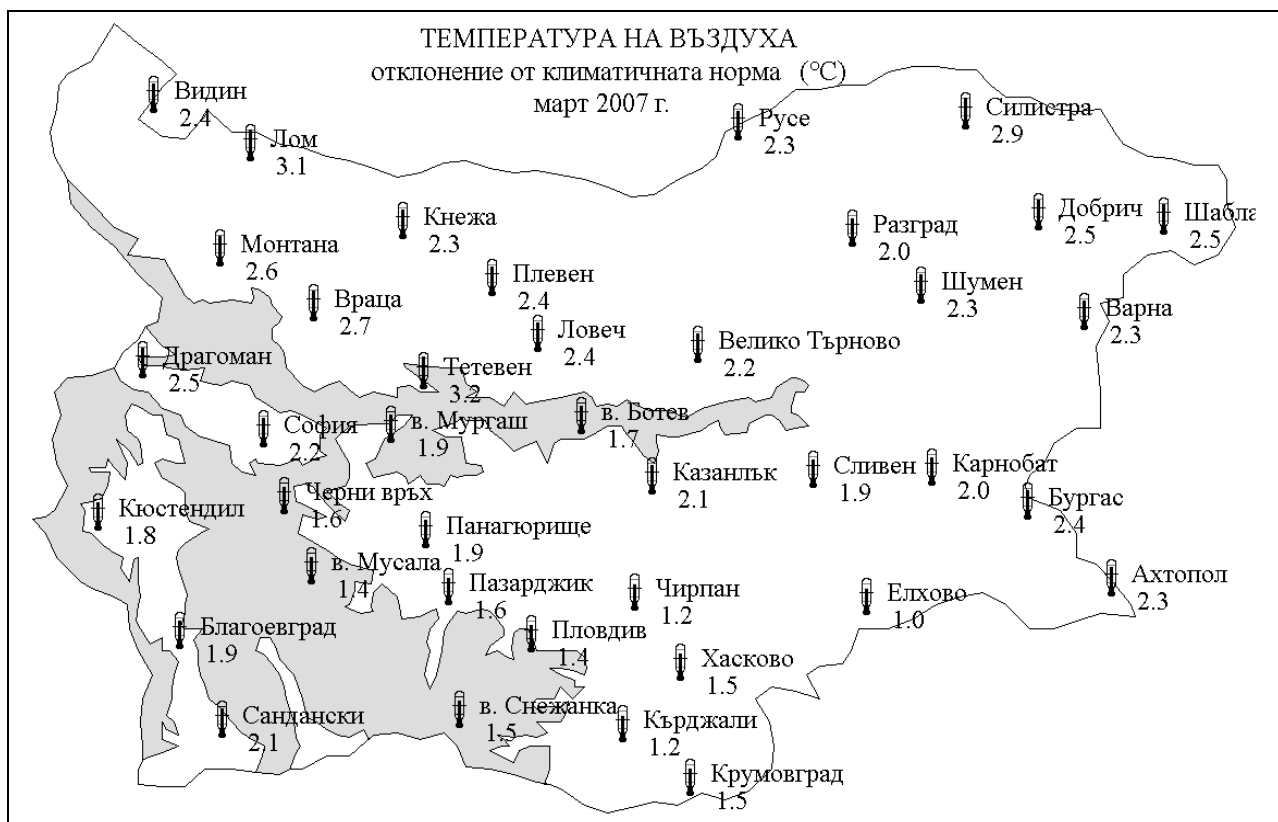 ТЕМПЕРАТУРА НА ВЪЗДУХА
отклонение от климатичната норма (°C)
март 2007 г.
Видин
2.4
Лом
3.1
Русе
2.3
Силистра
2.9
Кнежа
2.3
Монтана
2.6
Разград
2.0
Добрич
2.5
Шабла
2.5
Плевен
2.4
Враца
2.7
Шумен
2.3
Варна
2.3
Ловеч
2.4
Велико Търново
2.2
Драгоман
2.5
Тетевен
3.2
София
2.2
в. Мургаш
1.9
в. Ботев
1.7
Казанлък
2.1
Сливен
1.9
Карнобат
2.0
Бургас
2.4
Черни връх
1.6
Кюстендил
1.8
Панагюрище
1.9
в. Мусала
1.4
Пазарджик
1.6
Чирпан
1.2
Елхово
1.0
Ахтопол
2.3
Благоевград
1.9
Пловдив
1.4
Хасково
1.5
Сандански
2.1
в. Снежанка
1.5
Кърджали
1.2
Крумовград
1.5